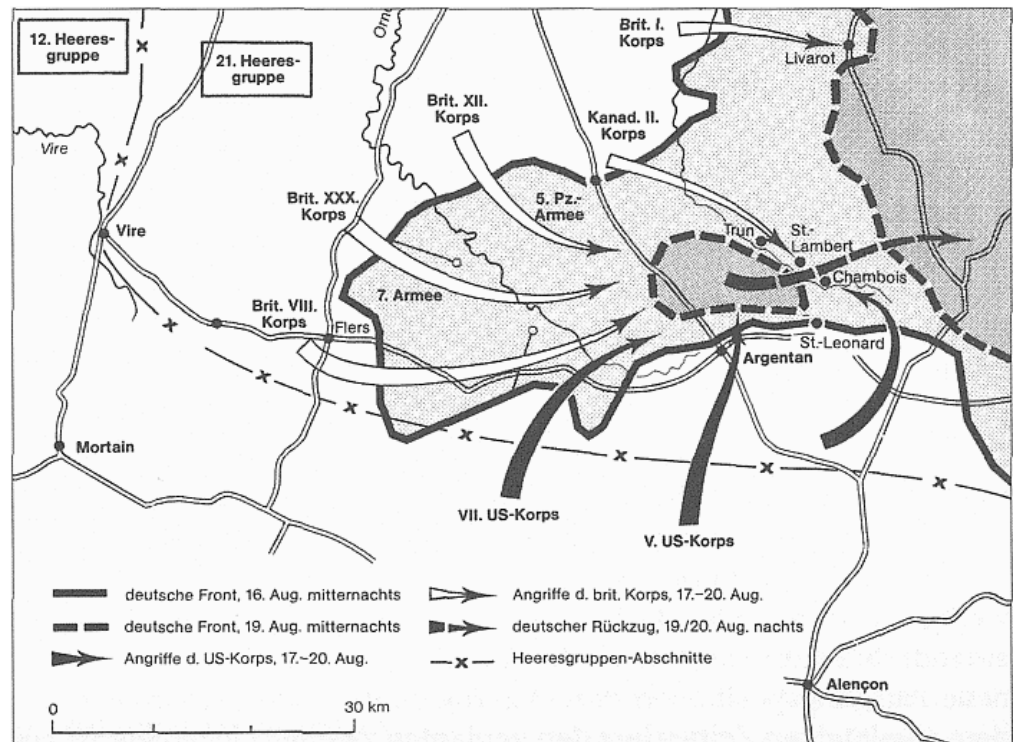 12. Heeres-
gruppe
21. Heeres-
gruppe
Orne
Brit. I.
Korps
Livarot
Vire
Brit. XII.
Korps
Kanad. II.
Korps
Brit. XXX.
Korps
5. Pz.-
Armee
Trun
St.-
Lambert
Vire
Chambois
7. Armee
Brit. VIII.
Korps
Flers
St.-Leonard
Argentan
Mortain
VII. US-Korps
V. US-Korps
deutsche Front, 16. Aug. mitternachts
deutsche Front, 19. Aug. mitternachts
Angriffe d. US-Korps, 17.–20. Aug.
Angriffe d. brit. Korps, 17.–20. Aug.
deutscher Rückzug, 19./20. Aug. nachts
Heeresgruppen-Abschnitte
0
30 km
Alençon